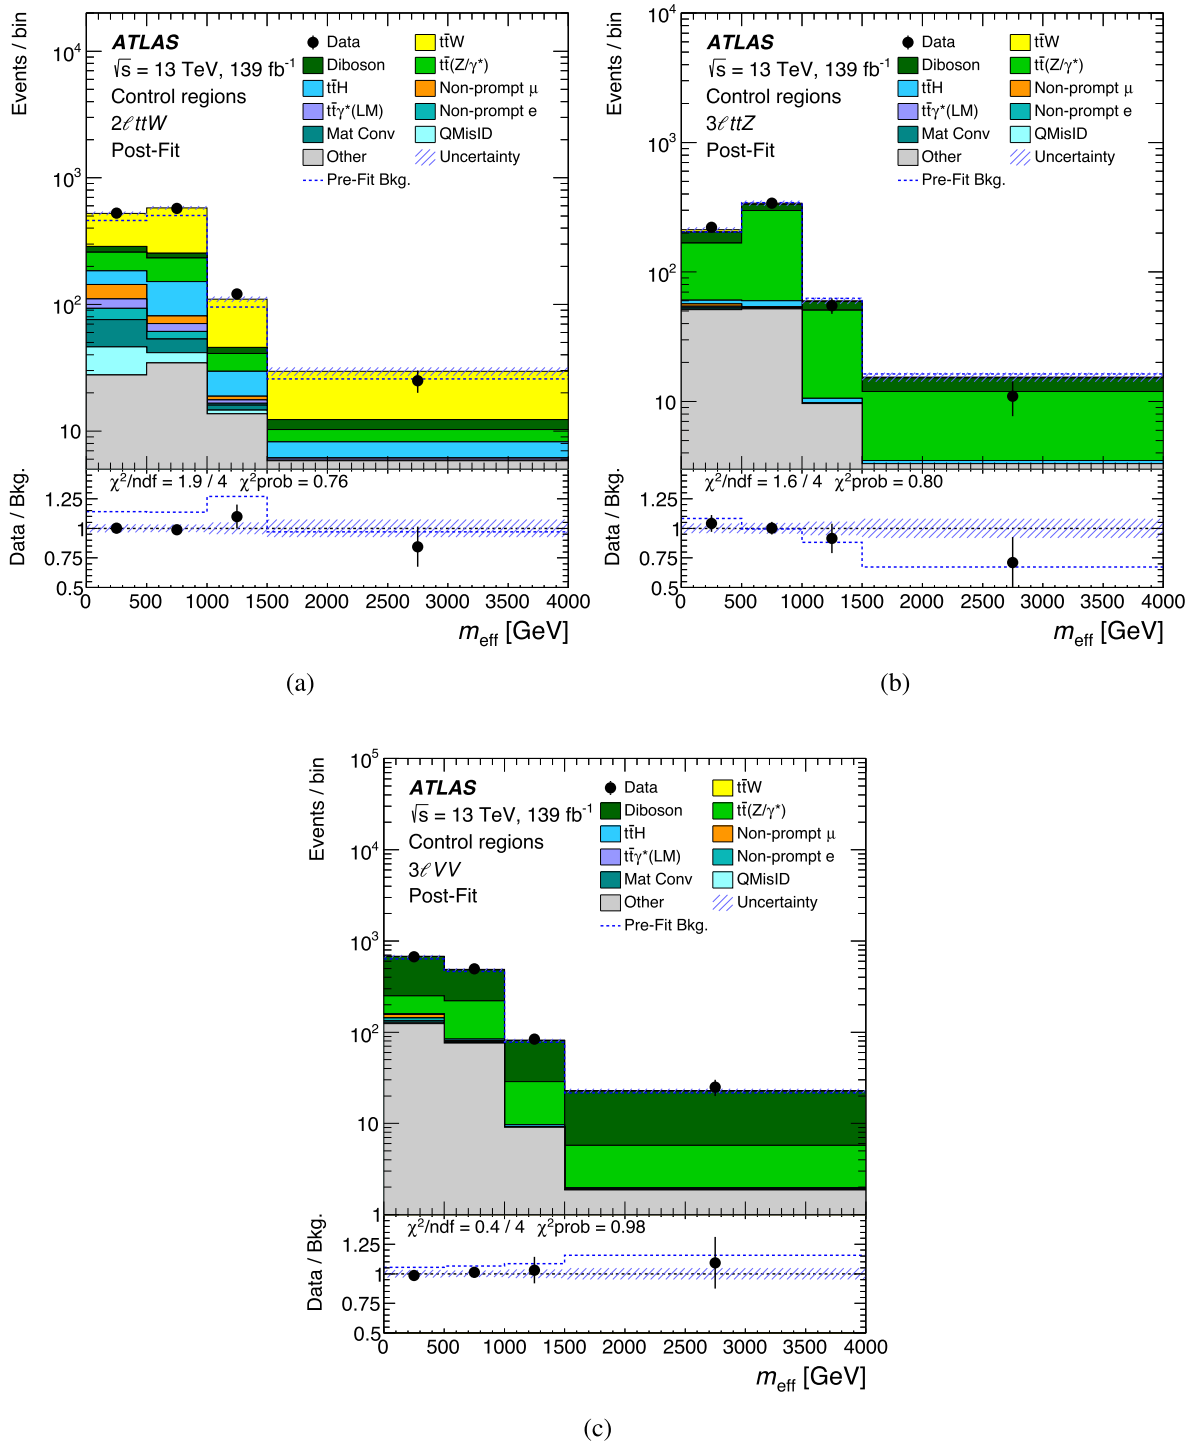 Events / bin
10⁴
10³
10²
10
ATLAS
√s = 13 TeV, 139 fb⁻¹
Control regions
2ℓttW
Post-Fit
Data
tt̄W
Diboson
tt̄(Z/γ*)
tt̄H
Non-prompt μ
tt̄γ*(LM)
Non-prompt e
Mat Conv
QMisID
Other
Uncertainty
Pre-Fit Bkg.
Data / Bkg.
χ²/ndf = 1.9 / 4 χ²prob = 0.76
1.25
1
0.75
0.5
0 500 1000 1500 2000 2500 3000 3500 4000
m_eff [GeV]
(a)
Events / bin
10⁴
10³
10²
10
ATLAS
√s = 13 TeV, 139 fb⁻¹
Control regions
3ℓttZ
Post-Fit
Data
tt̄W
Diboson
tt̄(Z/γ*)
tt̄H
Non-prompt μ
tt̄γ*(LM)
Non-prompt e
Mat Conv
QMisID
Other
Uncertainty
Pre-Fit Bkg.
Data / Bkg.
χ²/ndf = 1.6 / 4 χ²prob = 0.80
1.25
1
0.75
0.5
0 500 1000 1500 2000 2500 3000 3500 4000
m_eff [GeV]
(b)
Events / bin
10⁵
10⁴
10³
10²
10
1
ATLAS
√s = 13 TeV, 139 fb⁻¹
Control regions
3ℓVV
Post-Fit
Data
tt̄W
Diboson
tt̄(Z/γ*)
tt̄H
Non-prompt μ
tt̄γ*(LM)
Non-prompt e
Mat Conv
QMisID
Other
Uncertainty
Pre-Fit Bkg.
Data / Bkg.
χ²/ndf = 0.4 / 4 χ²prob = 0.98
1.25
1
0.75
0.5
0 500 1000 1500 2000 2500 3000 3500 4000
m_eff [GeV]
(c)